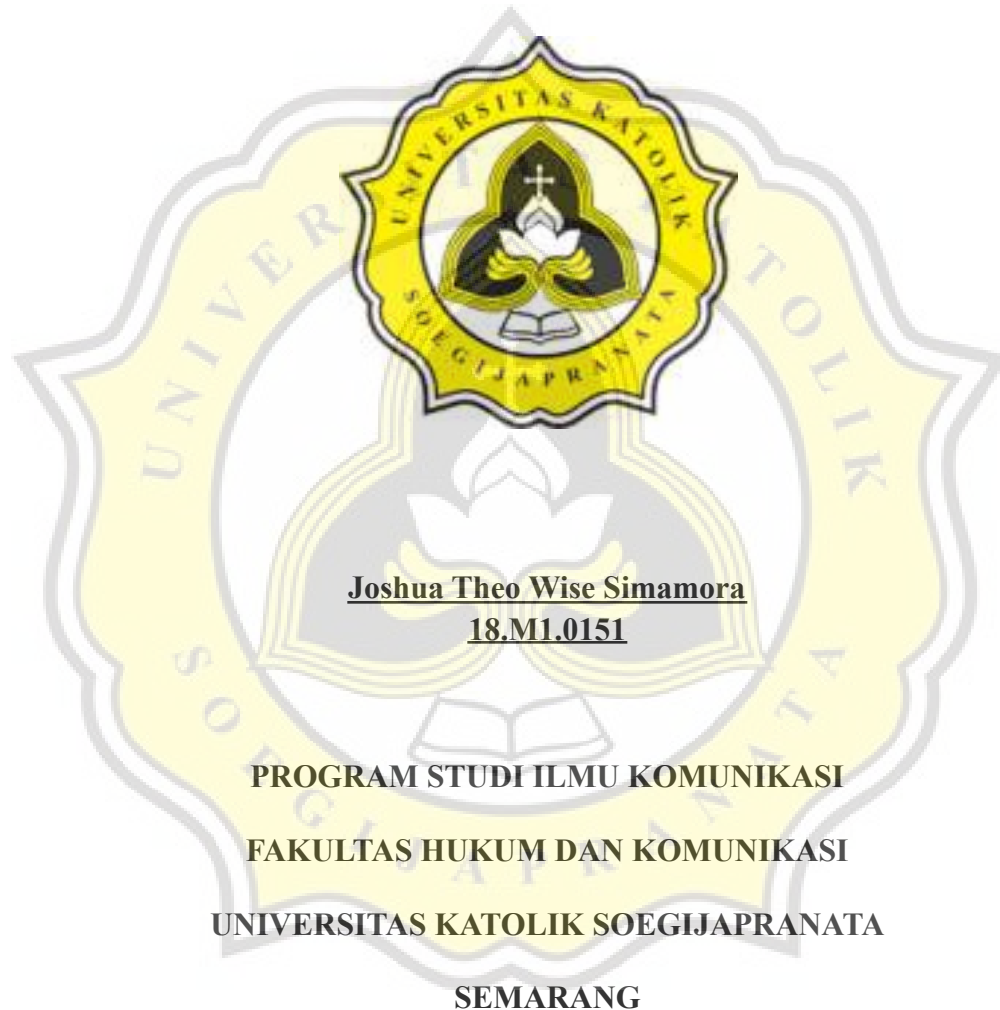 UNIVERSITAS KATOLIK
SOEGIJAPRANATA
Joshua Theo Wise Simamora
18.M1.0151
PROGRAM STUDI ILMU KOMUNIKASI
FAKULTAS HUKUM DAN KOMUNIKASI
UNIVERSITAS KATOLIK SOEGIJAPRANATA
SEMARANG